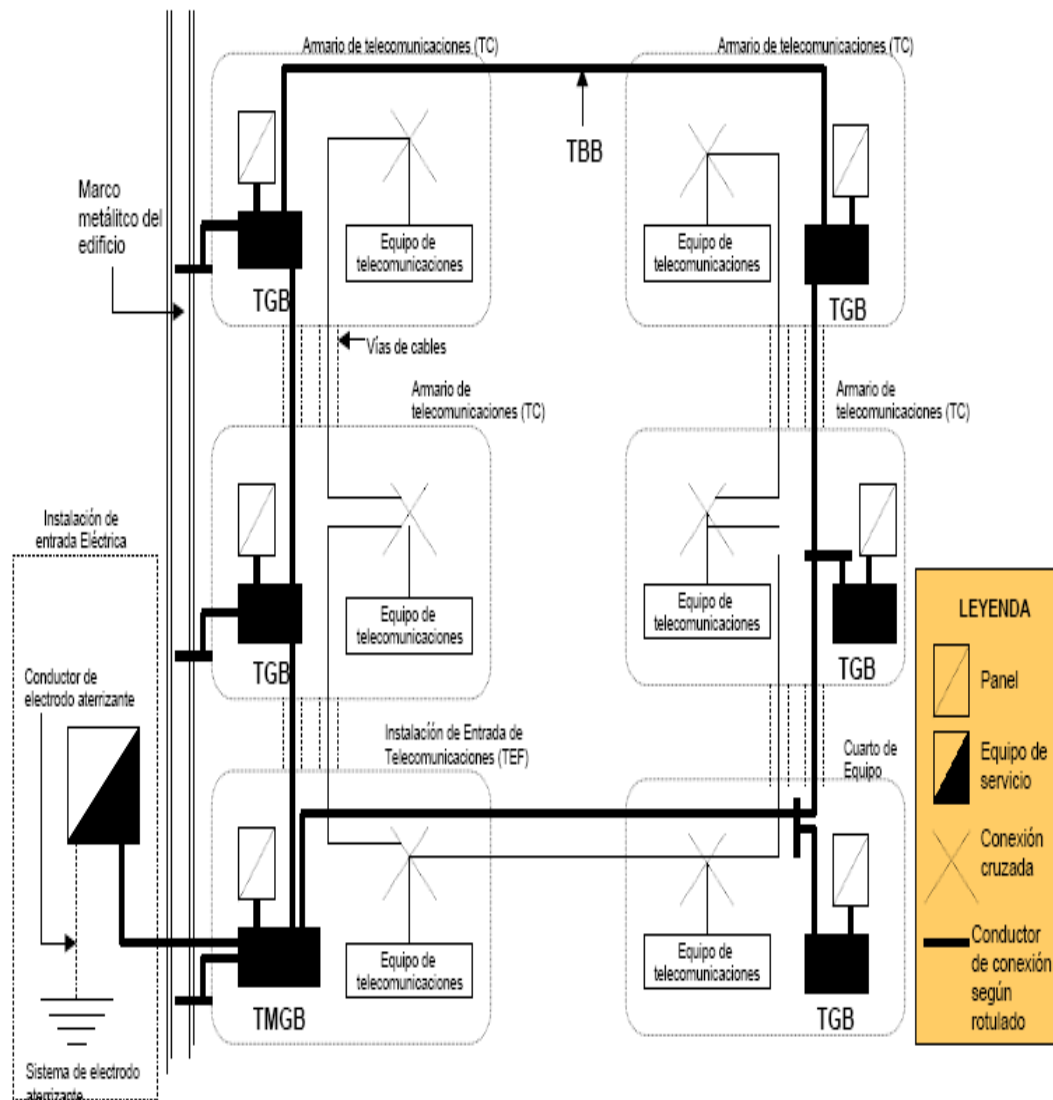 Armario de telecomunicaciones (TC)
Armario de telecomunicaciones (TC)
TBB
Marco
metálitco del
edificio
Equipo de
telecomunicaciones
Equipo de
telecomunicaciones
TGB
TGB
Vías de cables
Armario de
telecomunicaciones (TC)
Armario de
telecomunicaciones (TC)
Instalación de
entrada Eléctrica
Equipo de
telecomunicaciones
Equipo de
telecomunicaciones
TGB
TGB
Conductor de
electrodo aterrizante
Instalación de Entrada de
Telecomunicaciones (TEF)
Cuarto de
Equipo
Equipo de
telecomunicaciones
Equipo de
telecomunicaciones
TMGB
TGB
Sistema de electrodo
aterrizante
LEYENDA
Panel
Equipo de
servicio
Conexión
cruzada
Conductor
de conexión
según
rotulado